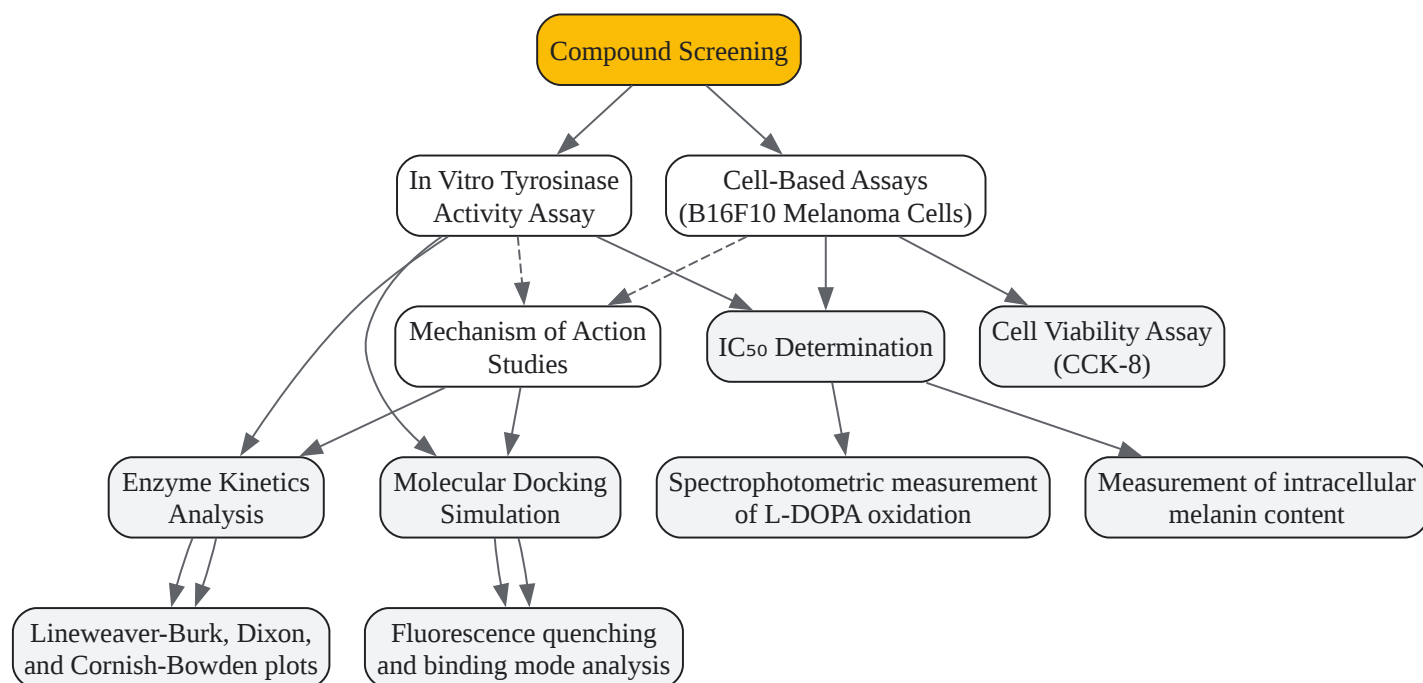 Compound Screening
In Vitro Tyrosinase
Activity Assay
Cell-Based Assays
(B16F10 Melanoma Cells)
Mechanism of Action
Studies
IC₅₀ Determination
Cell Viability Assay
(CCK-8)
Enzyme Kinetics
Analysis
Molecular Docking
Simulation
Spectrophotometric measurement
of L-DOPA oxidation
Measurement of intracellular
melanin content
Lineweaver-Burk, Dixon,
and Cornish-Bowden plots
Fluorescence quenching
and binding mode analysis